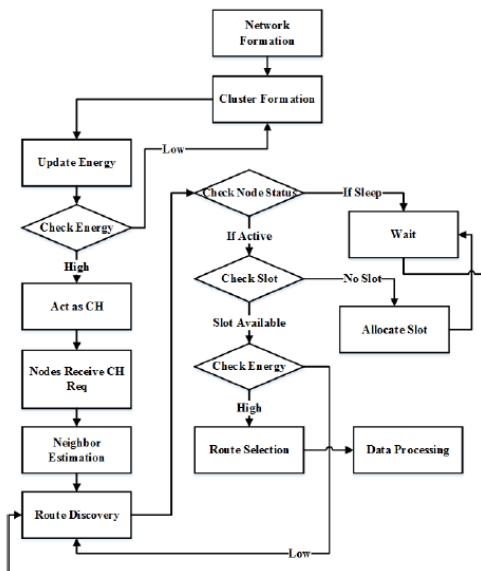 Network
Formation
Cluster Formation
Update Energy
Low
Check Energy
High
Act as CH
Nodes Receive CH
Req
Neighbor
Estimation
Route Discovery
Check Node Status
If Sleep
Wait
If Active
Check Slot
No Slot
Allocate Slot
Slot Available
Check Energy
High
Route Selection
Data Processing
Low